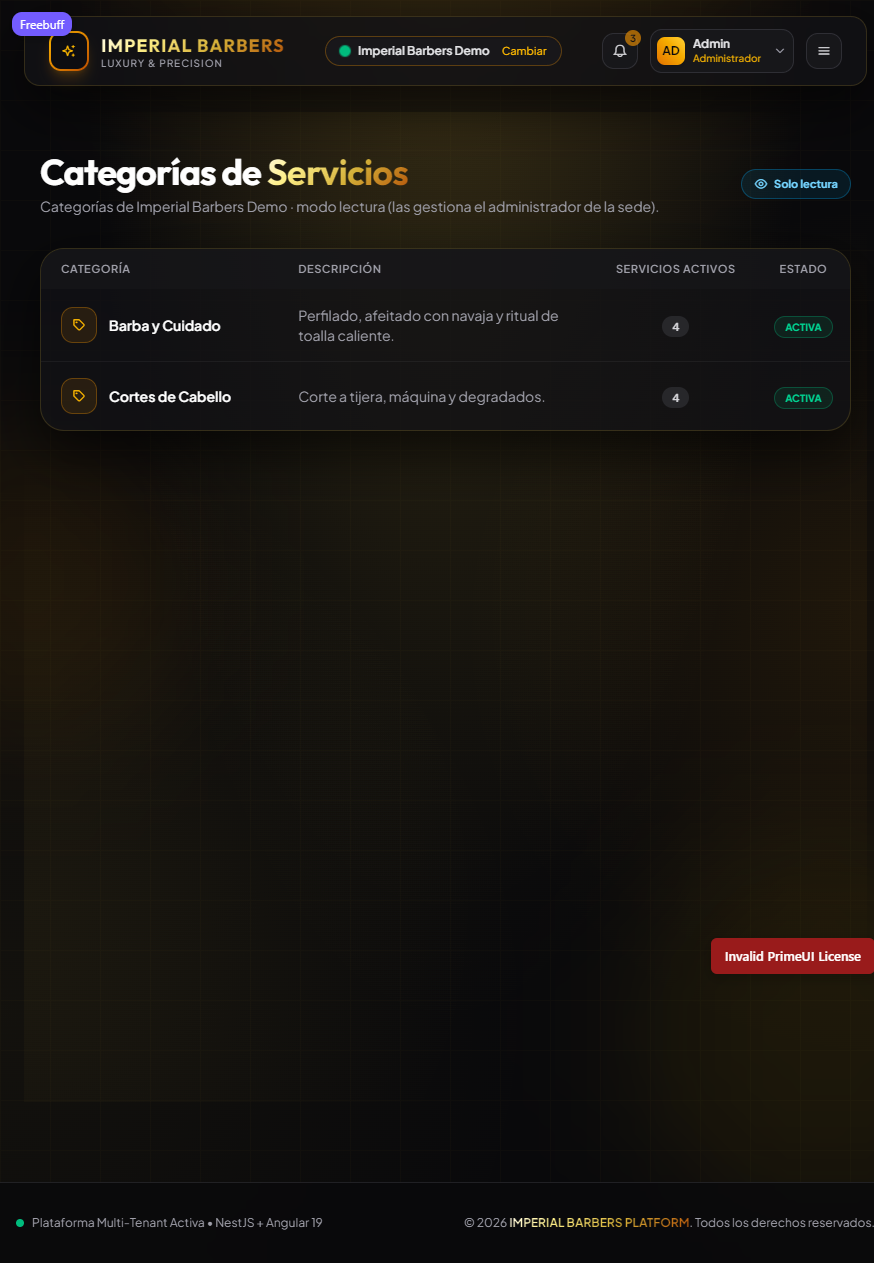 Freebuff
IMPERIAL BARBERS
LUXURY & PRECISION
Imperial Barbers Demo Cambiar
3
AD
Admin
Administrador
Categorías de Servicios
Categorías de Imperial Barbers Demo · modo lectura (las gestiona el administrador de la sede).
Solo lectura
CATEGORÍA DESCRIPCIÓN SERVICIOS ACTIVOS ESTADO
Barba y Cuidado
Perfilado, afeitado con navaja y ritual de
toalla caliente.
4
ACTIVA
Cortes de Cabello
Corte a tijera, máquina y degradados.
4
ACTIVA
Invalid PrimeUI License
Plataforma Multi-Tenant Activa • NestJS + Angular 19
© 2026 IMPERIAL BARBERS PLATFORM. Todos los derechos reservados.